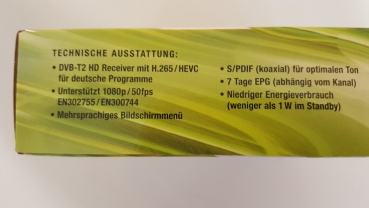 TECHNISCHE AUSSTATTUNG:
• DVB-T2 HD Receiver mit H.265/HEVC
für deutsche Programme
• Unterstützt 1080p/50fps
EN302755/EN300744
• Mehrsprachiges Bildschirmmenü
• S/PDIF (koaxial) für optimalen Ton
• 7 Tage EPG (abhängig vom Kanal)
• Niedriger Energieverbrauch
(weniger als 1 W im Standby)